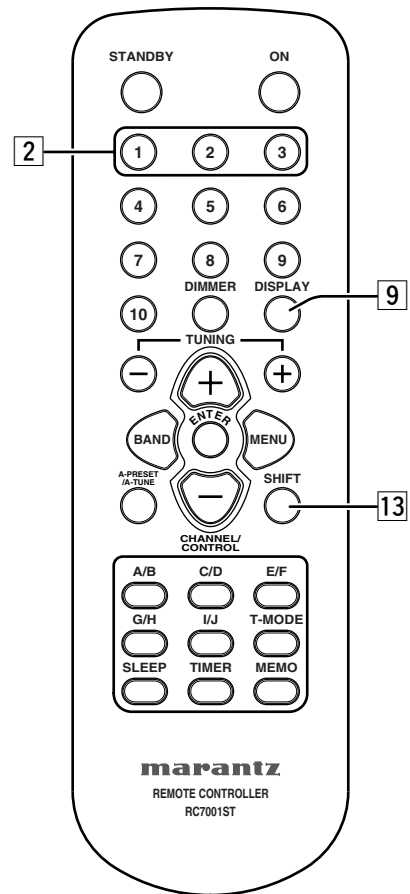 STANDBY ON
2
1 2 3
4 5 6
7 8 9
DIMMER DISPLAY
9
10
TUNING
− + +
BAND ENTER MENU
A-PRESET
/A-TUNE
SHIFT
−
13
CHANNEL/
CONTROL
A/B C/D E/F
G/H I/J T-MODE
SLEEP TIMER MEMO
marantz
REMOTE CONTROLLER
RC7001ST